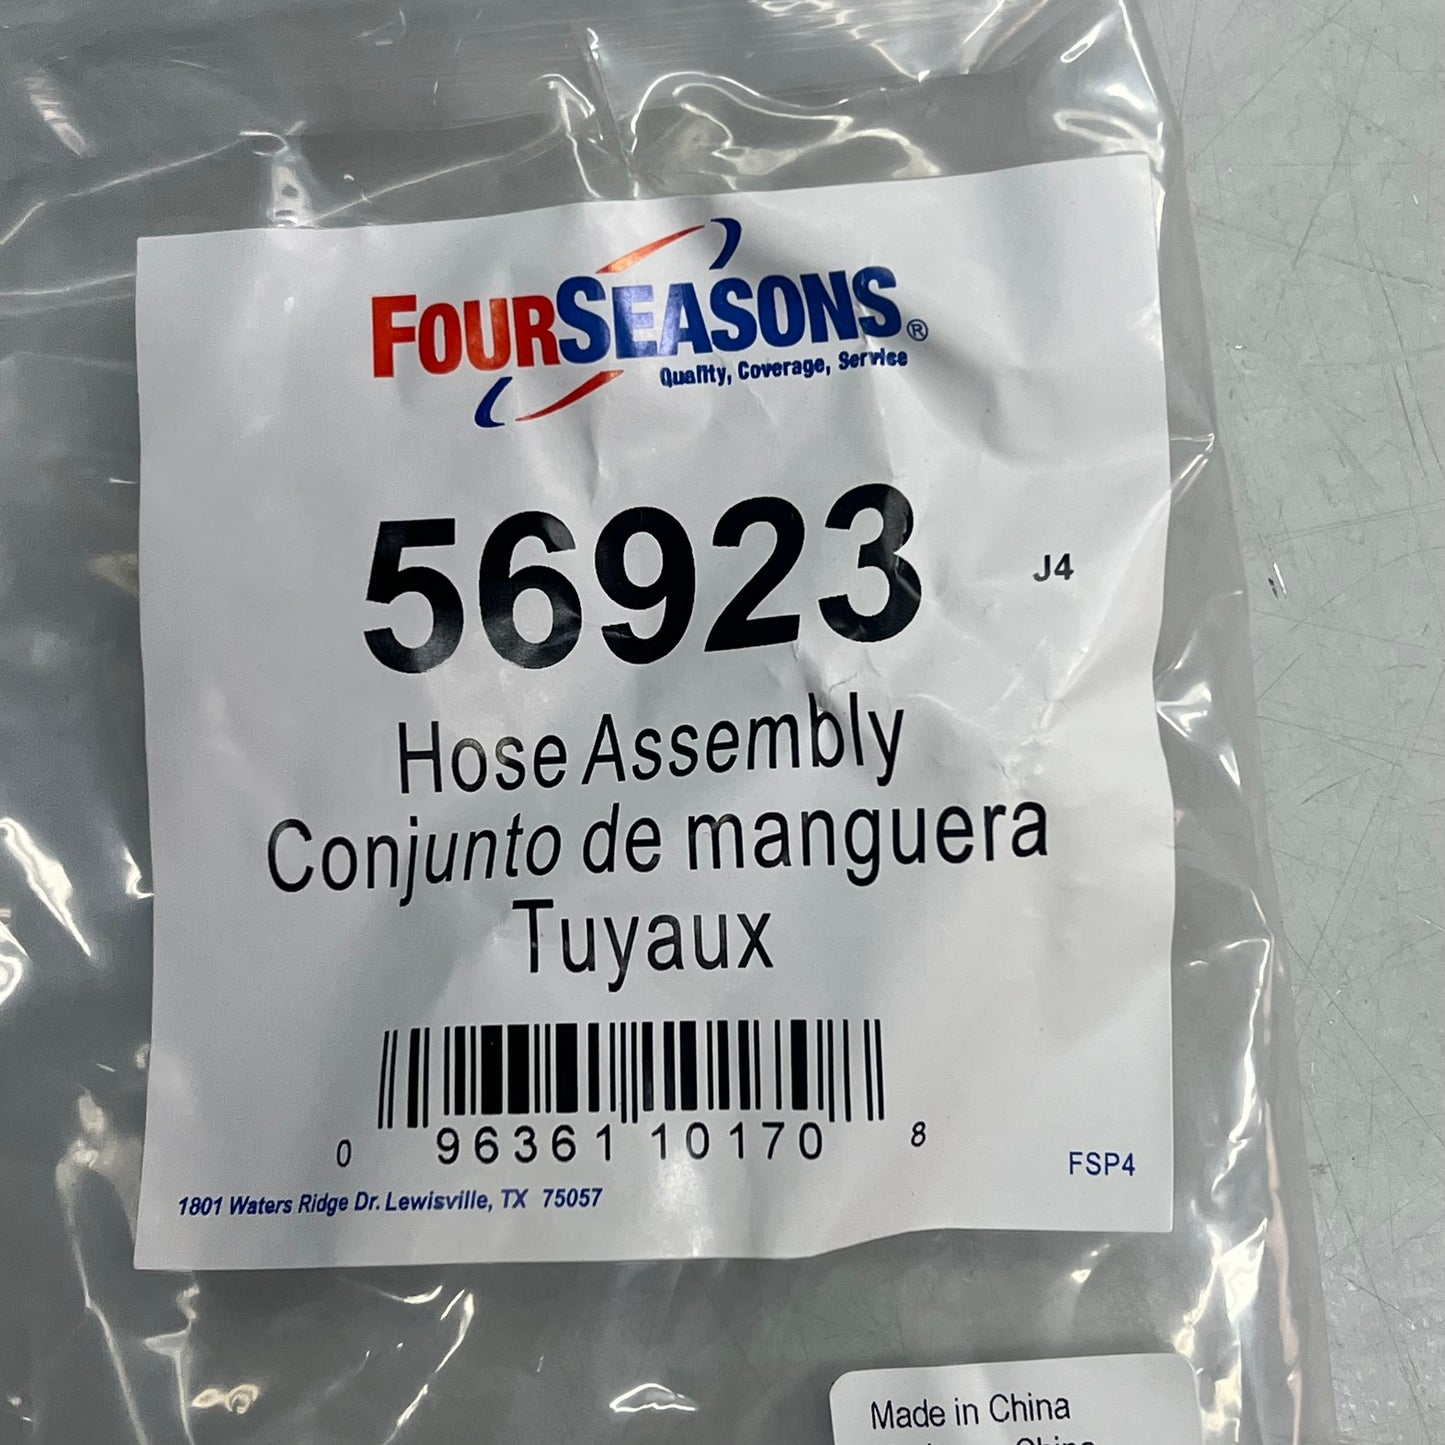 FOURSEASONS®
Quality, Coverage, Service
56923
J4
Hose Assembly
Conjunto de manguera
Tuyaux
0 96361 10170 8
FSP4
1801 Waters Ridge Dr. Lewisville, TX 75057
Made in China
China